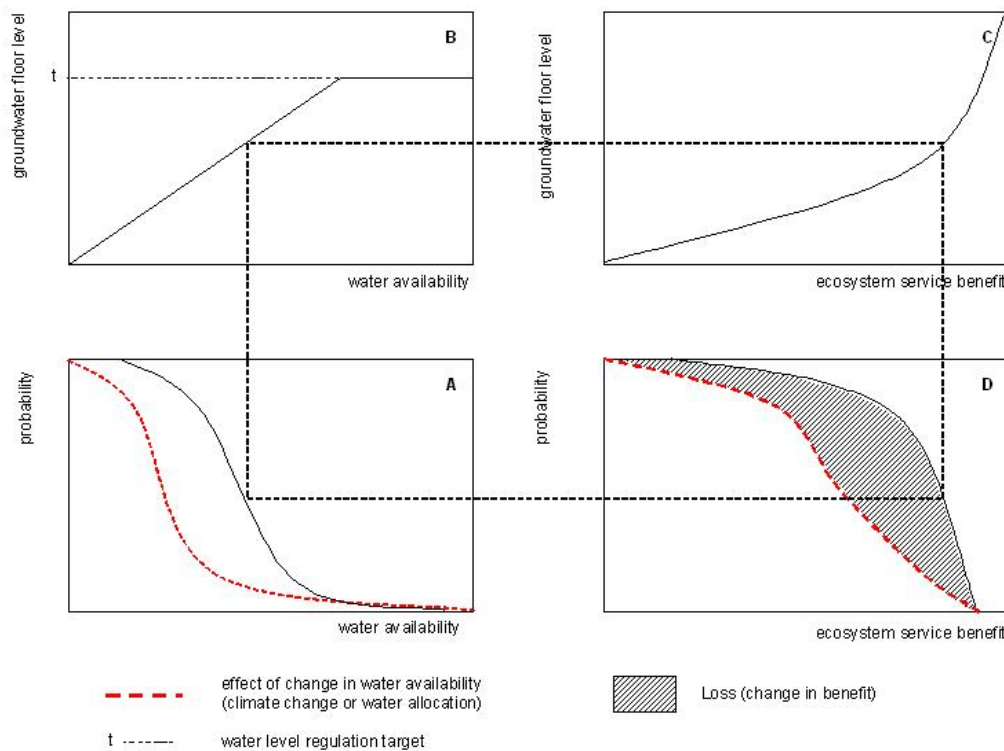 B
groundwater floor level
t
water availability
C
groundwater floor level
ecosystem service benefit
A
probability
water availability
D
probability
ecosystem service benefit
effect of change in water availability
(climate change or water allocation)
Loss (change in benefit)
t
water level regulation target